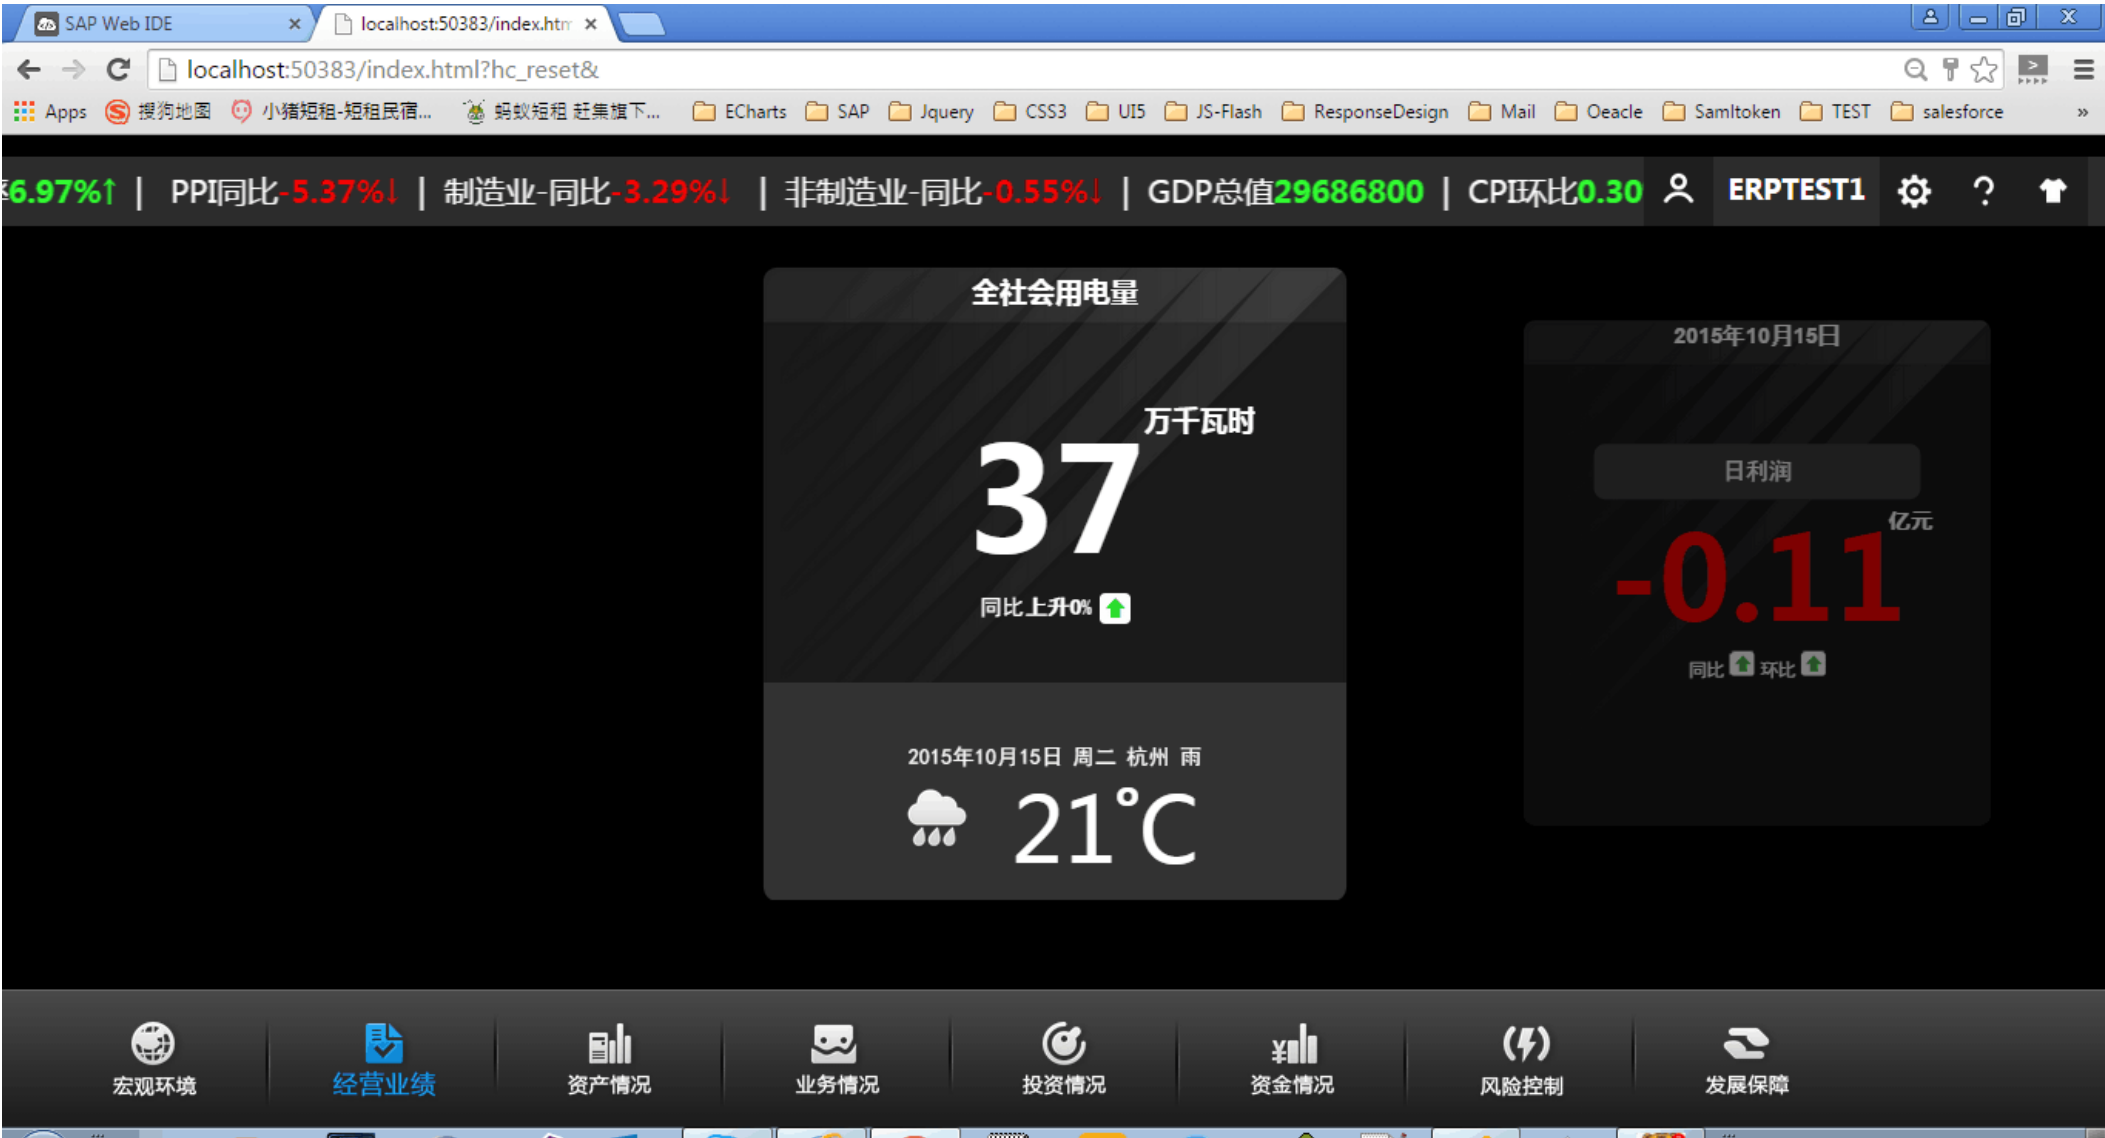 SAP Web IDE
localhost:50383/index.htm
localhost:50383/index.html?hc_reset&
Apps 搜狗地图 小猪短租-短租民宿... 蚂蚁短租 赶集旗下... ECharts SAP Jquery CSS3 UI5 JS-Flash ResponseDesign Mail Oeacle Samltoken TEST salesforce »
6.97%↑ | PPI同比-5.37%↓ | 制造业-同比-3.29%↓ | 非制造业-同比-0.55%↓ | GDP总值29686800 | CPI环比0.30 ERPTEST1
全社会用电量
万千瓦时
37
同比上升0%
2015年10月15日 周二 杭州 雨
21°C
2015年10月15日
日利润
亿元
-0.11
同比 环比
宏观环境 经营业绩 资产情况 业务情况 投资情况 资金情况 风险控制 发展保障